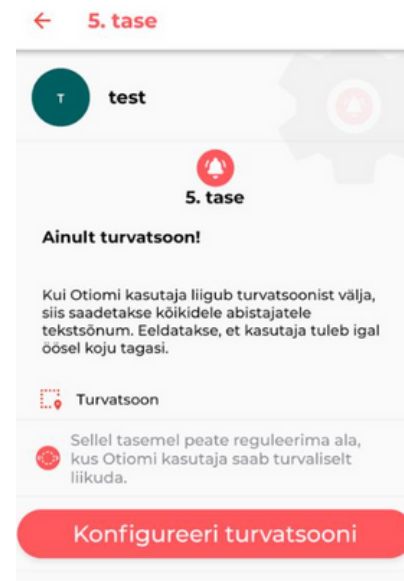 5. tase
T
test
5. tase
Ainult turvatsoon!
Kui Otiomi kasutaja liigub turvatsoonist välja,
siis saadetakse kõikidele abistajatele
tekstsõnum. Eeldatakse, et kasutaja tuleb igal
öösel koju tagasi.
Turvatsoon
Sellel tasemel peate reguleerima ala,
kus Otiomi kasutaja saab turvaliselt
liikuda.
Konfigureeri turvatsooni